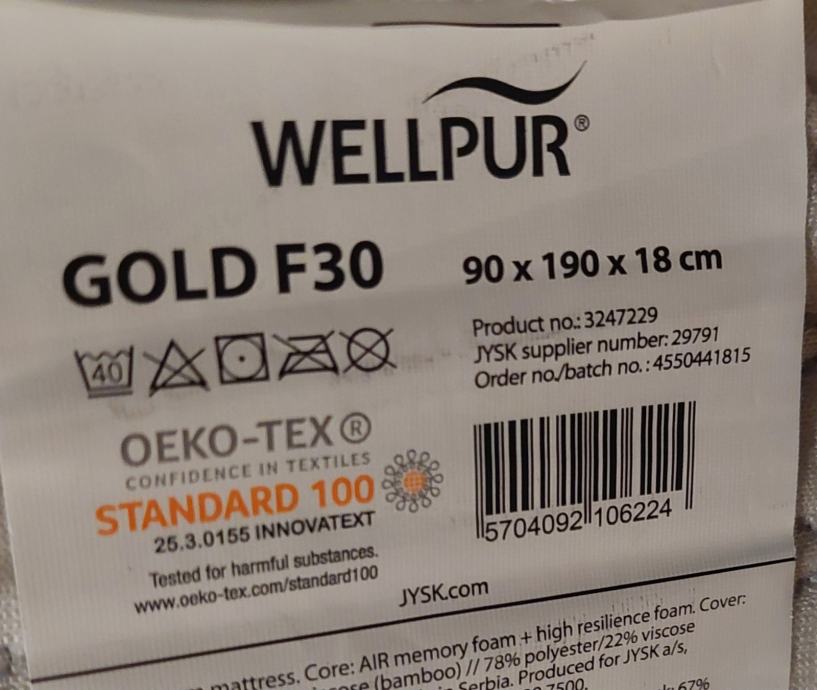 WELLPUR®
GOLD F30
90 x 190 x 18 cm
Product no.: 3247229
JYSK supplier number: 29791
Order no./batch no.: 4550441815
40
OEKO-TEX®
CONFIDENCE IN TEXTILES
STANDARD 100
25.3.0155 INNOVATEXT
Tested for harmful substances.
www.oeko-tex.com/standard100
5704092106224
JYSK.com
mattress. Core: AIR memory foam + high resilience foam. Cover:
(bamboo) // 78% polyester/22% viscose
Serbia. Produced for JYSK a/s,
7500.
67%